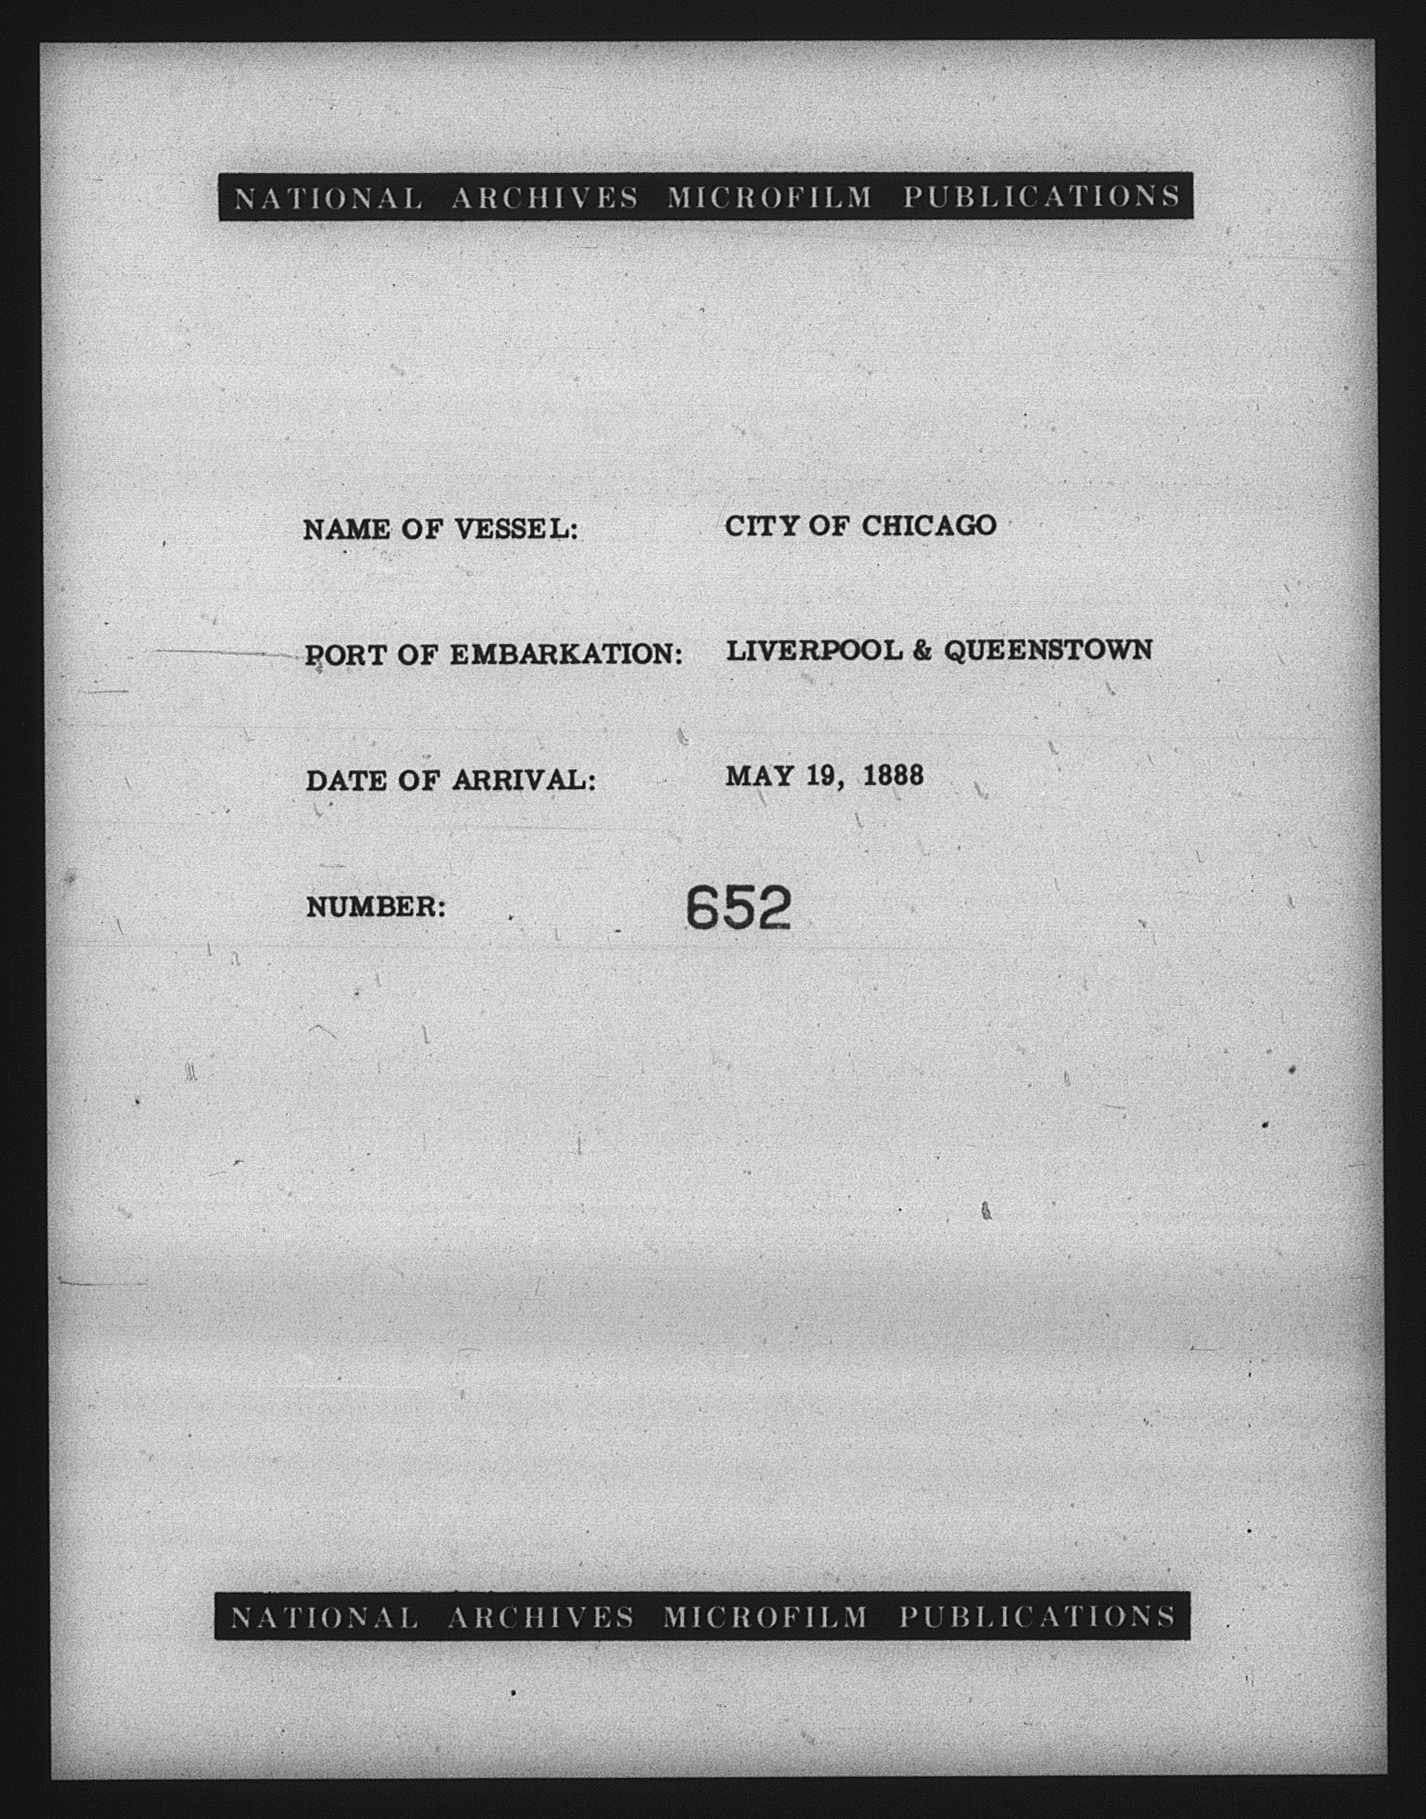 NATIONAL ARCHIVES MICROFILM PUBLICATIONS
NAME OF VESSEL: CITY OF CHICAGO
PORT OF EMBARKATION: LIVERPOOL & QUEENSTOWN
DATE OF ARRIVAL: MAY 19, 1888
NUMBER: 652
NATIONAL ARCHIVES MICROFILM PUBLICATIONS